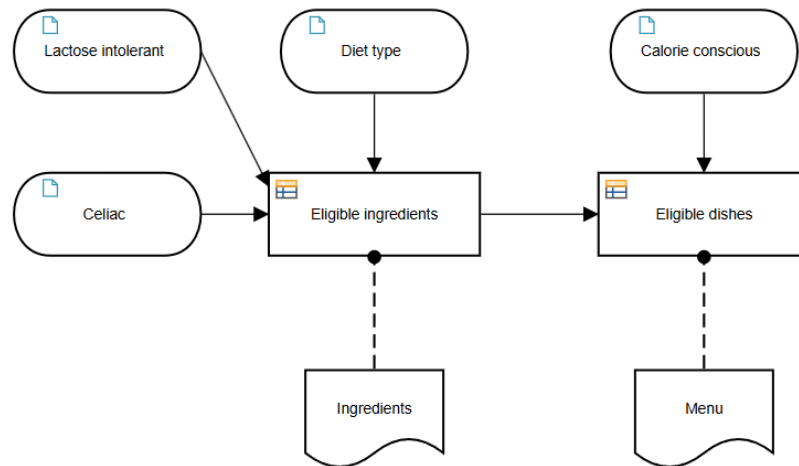 Lactose intolerant
Diet type
Calorie conscious
Celiac
Eligible ingredients
Eligible dishes
Ingredients
Menu